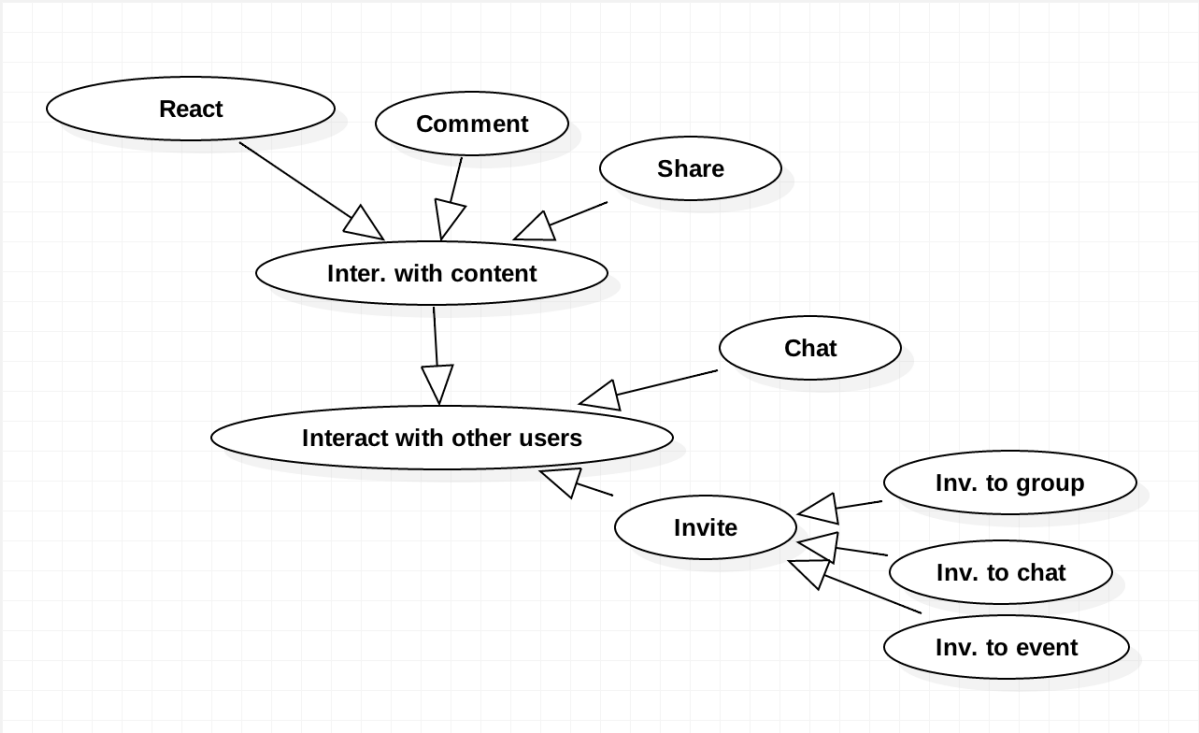 React
Comment
Share
Inter. with content
Chat
Interact with other users
Inv. to group
Invite
Inv. to chat
Inv. to event